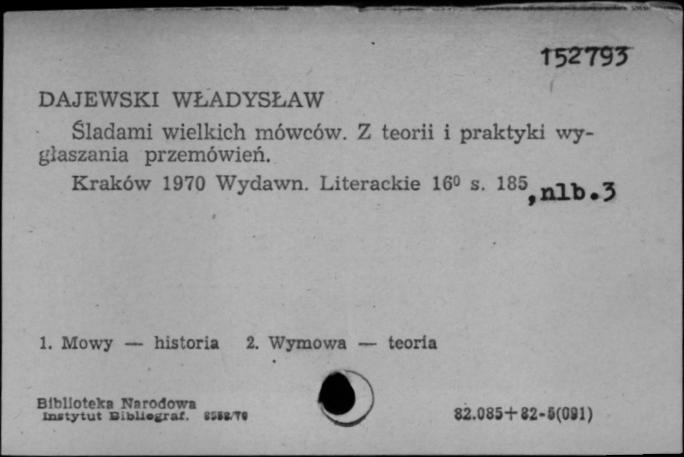 152793
DAJEWSKI WŁADYSŁAW
Śladami wielkich mówców. Z teorii i praktyki wy-
głaszania przemówień.
Kraków 1970 Wydawn. Literackie 16⁰ s. 185, nlb.3
1. Mowy — historia 2. Wymowa — teoria
Biblioteka Narodowa
Instytut Bibliograf.
82.085+82-5(091)